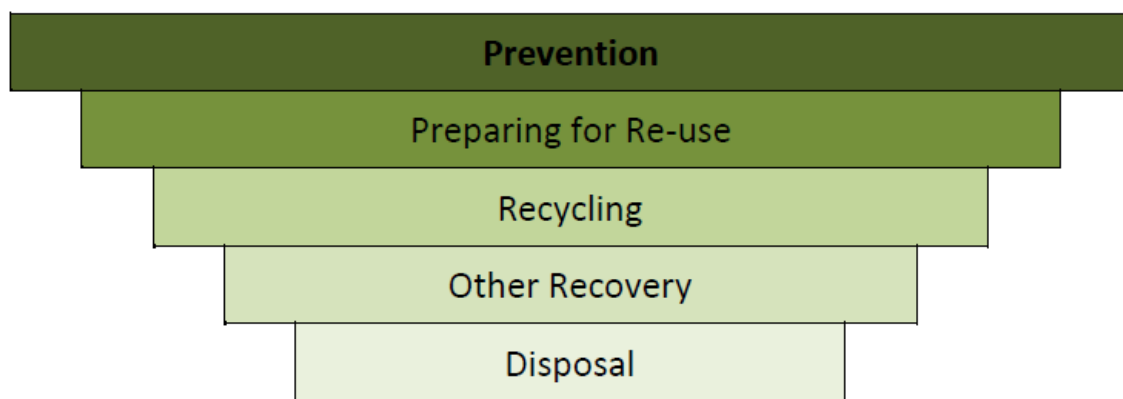 Prevention
Preparing for Re-use
Recycling
Other Recovery
Disposal